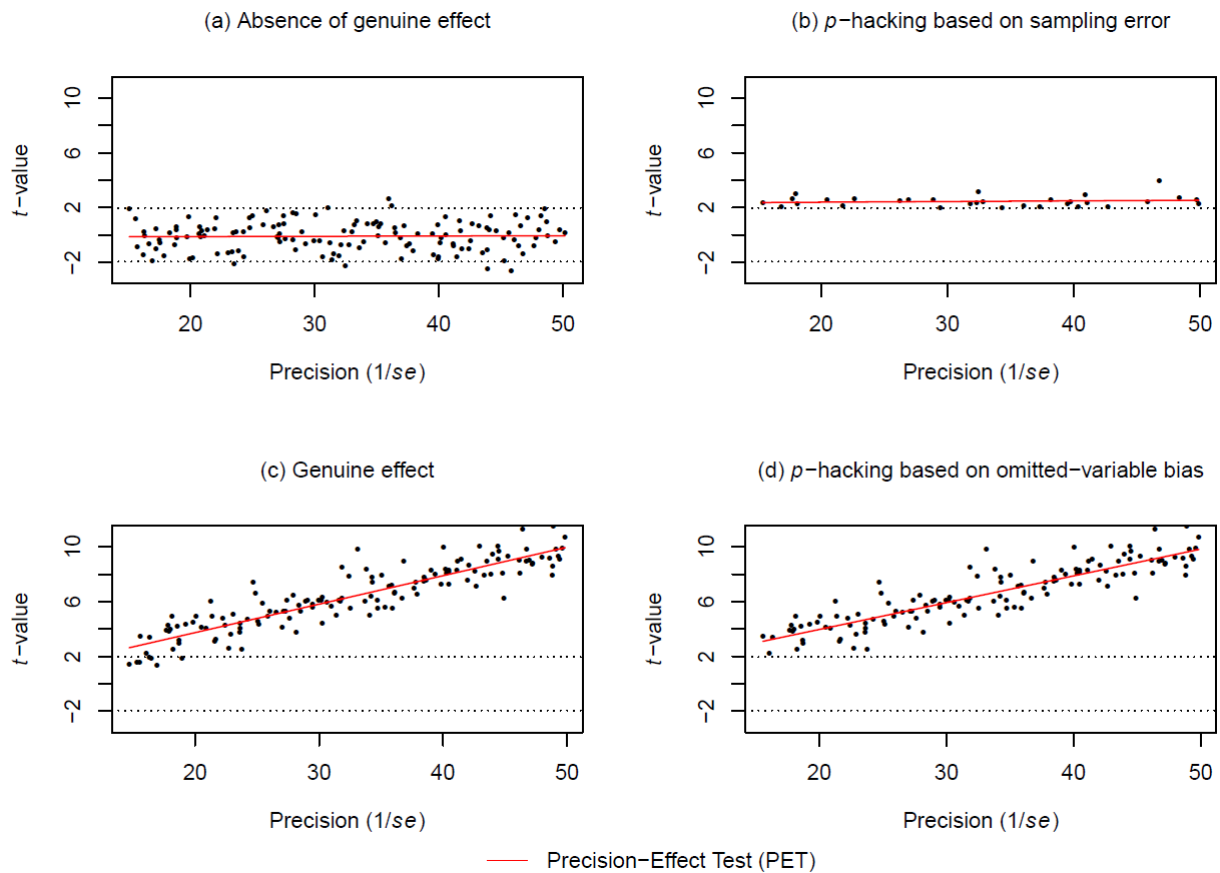 (a) Absence of genuine effect
10
6
2
−2
t−value
20 30 40 50
Precision (1/se)
(b) p−hacking based on sampling error
10
6
2
−2
t−value
20 30 40 50
Precision (1/se)
(c) Genuine effect
10
6
2
−2
t−value
20 30 40 50
Precision (1/se)
(d) p−hacking based on omitted−variable bias
10
6
2
−2
t−value
20 30 40 50
Precision (1/se)
Precision−Effect Test (PET)